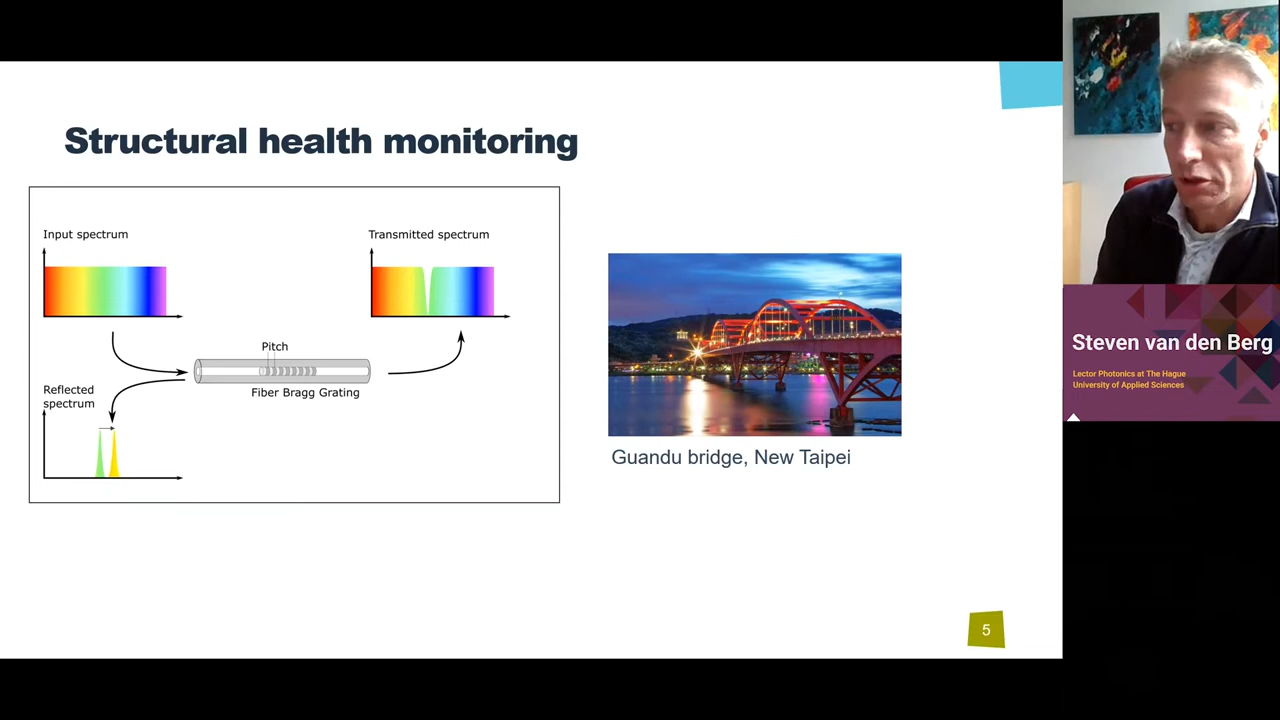 Structural health monitoring
Input spectrum
Transmitted spectrum
Pitch
Fiber Bragg Grating
Reflected
spectrum
Guandu bridge, New Taipei
5
Steven van den Berg
Lector Photonics at The Hague
University of Applied Sciences